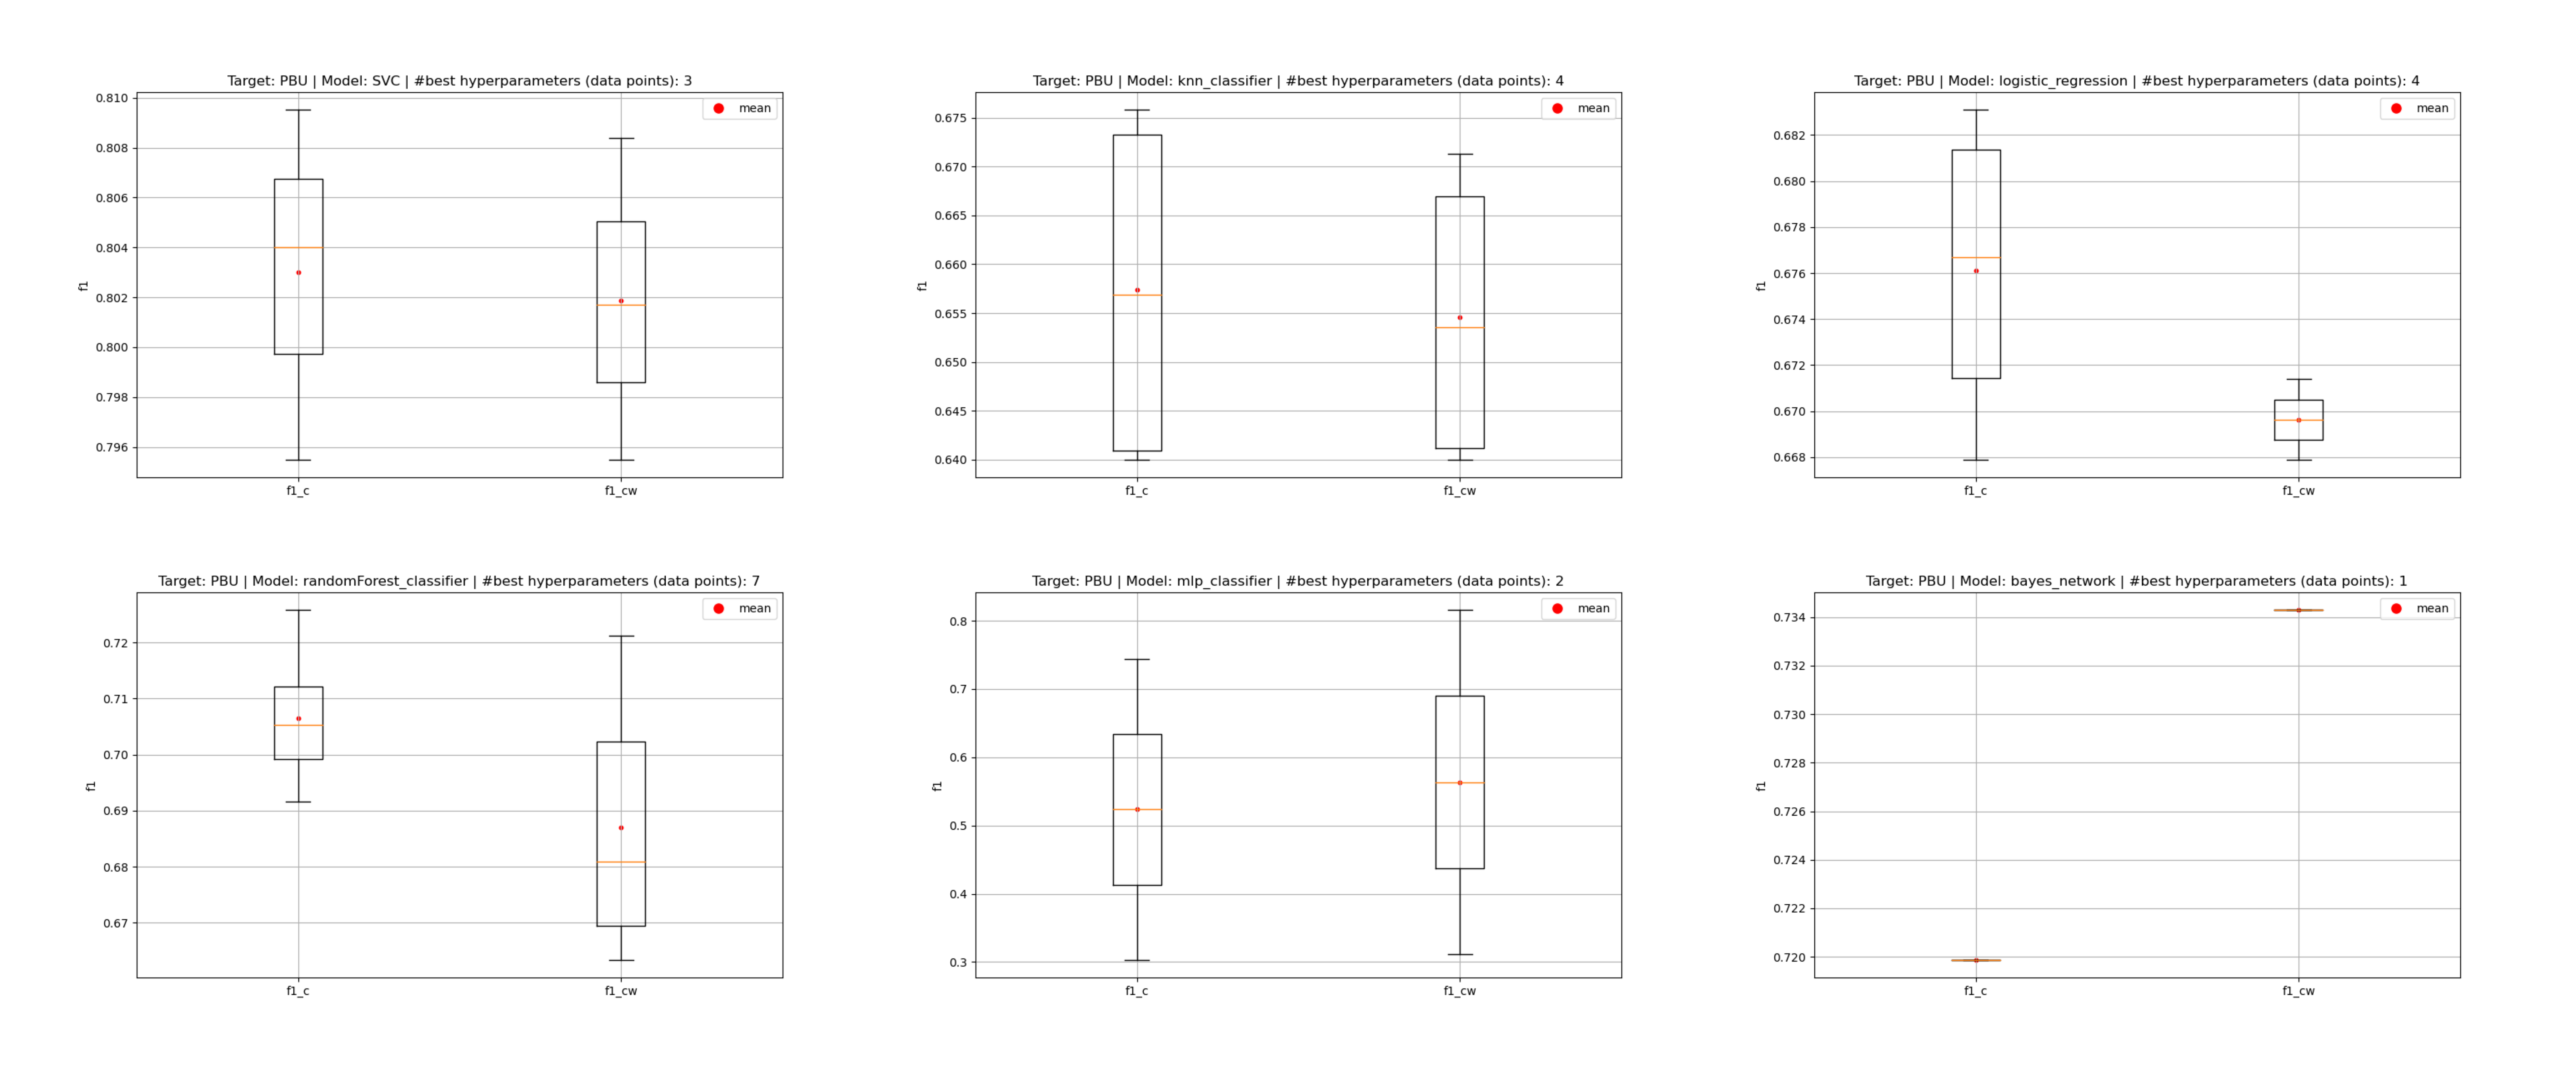 Target: PBU | Model: SVC | #best hyperparameters (data points): 3
mean
0.810
0.808
0.806
0.804
0.802
0.800
0.798
0.796
f1
f1_c
f1_cw
Target: PBU | Model: knn_classifier | #best hyperparameters (data points): 4
mean
0.675
0.670
0.665
0.660
0.655
0.650
0.645
0.640
f1
f1_c
f1_cw
Target: PBU | Model: logistic_regression | #best hyperparameters (data points): 4
mean
0.682
0.680
0.678
0.676
0.674
0.672
0.670
0.668
f1
f1_c
f1_cw
Target: PBU | Model: randomForest_classifier | #best hyperparameters (data points): 7
mean
0.72
0.71
0.70
0.69
0.68
0.67
f1
f1_c
f1_cw
Target: PBU | Model: mlp_classifier | #best hyperparameters (data points): 2
mean
0.8
0.7
0.6
0.5
0.4
0.3
f1
f1_c
f1_cw
Target: PBU | Model: bayes_network | #best hyperparameters (data points): 1
mean
0.734
0.732
0.730
0.728
0.726
0.724
0.722
0.720
f1
f1_c
f1_cw